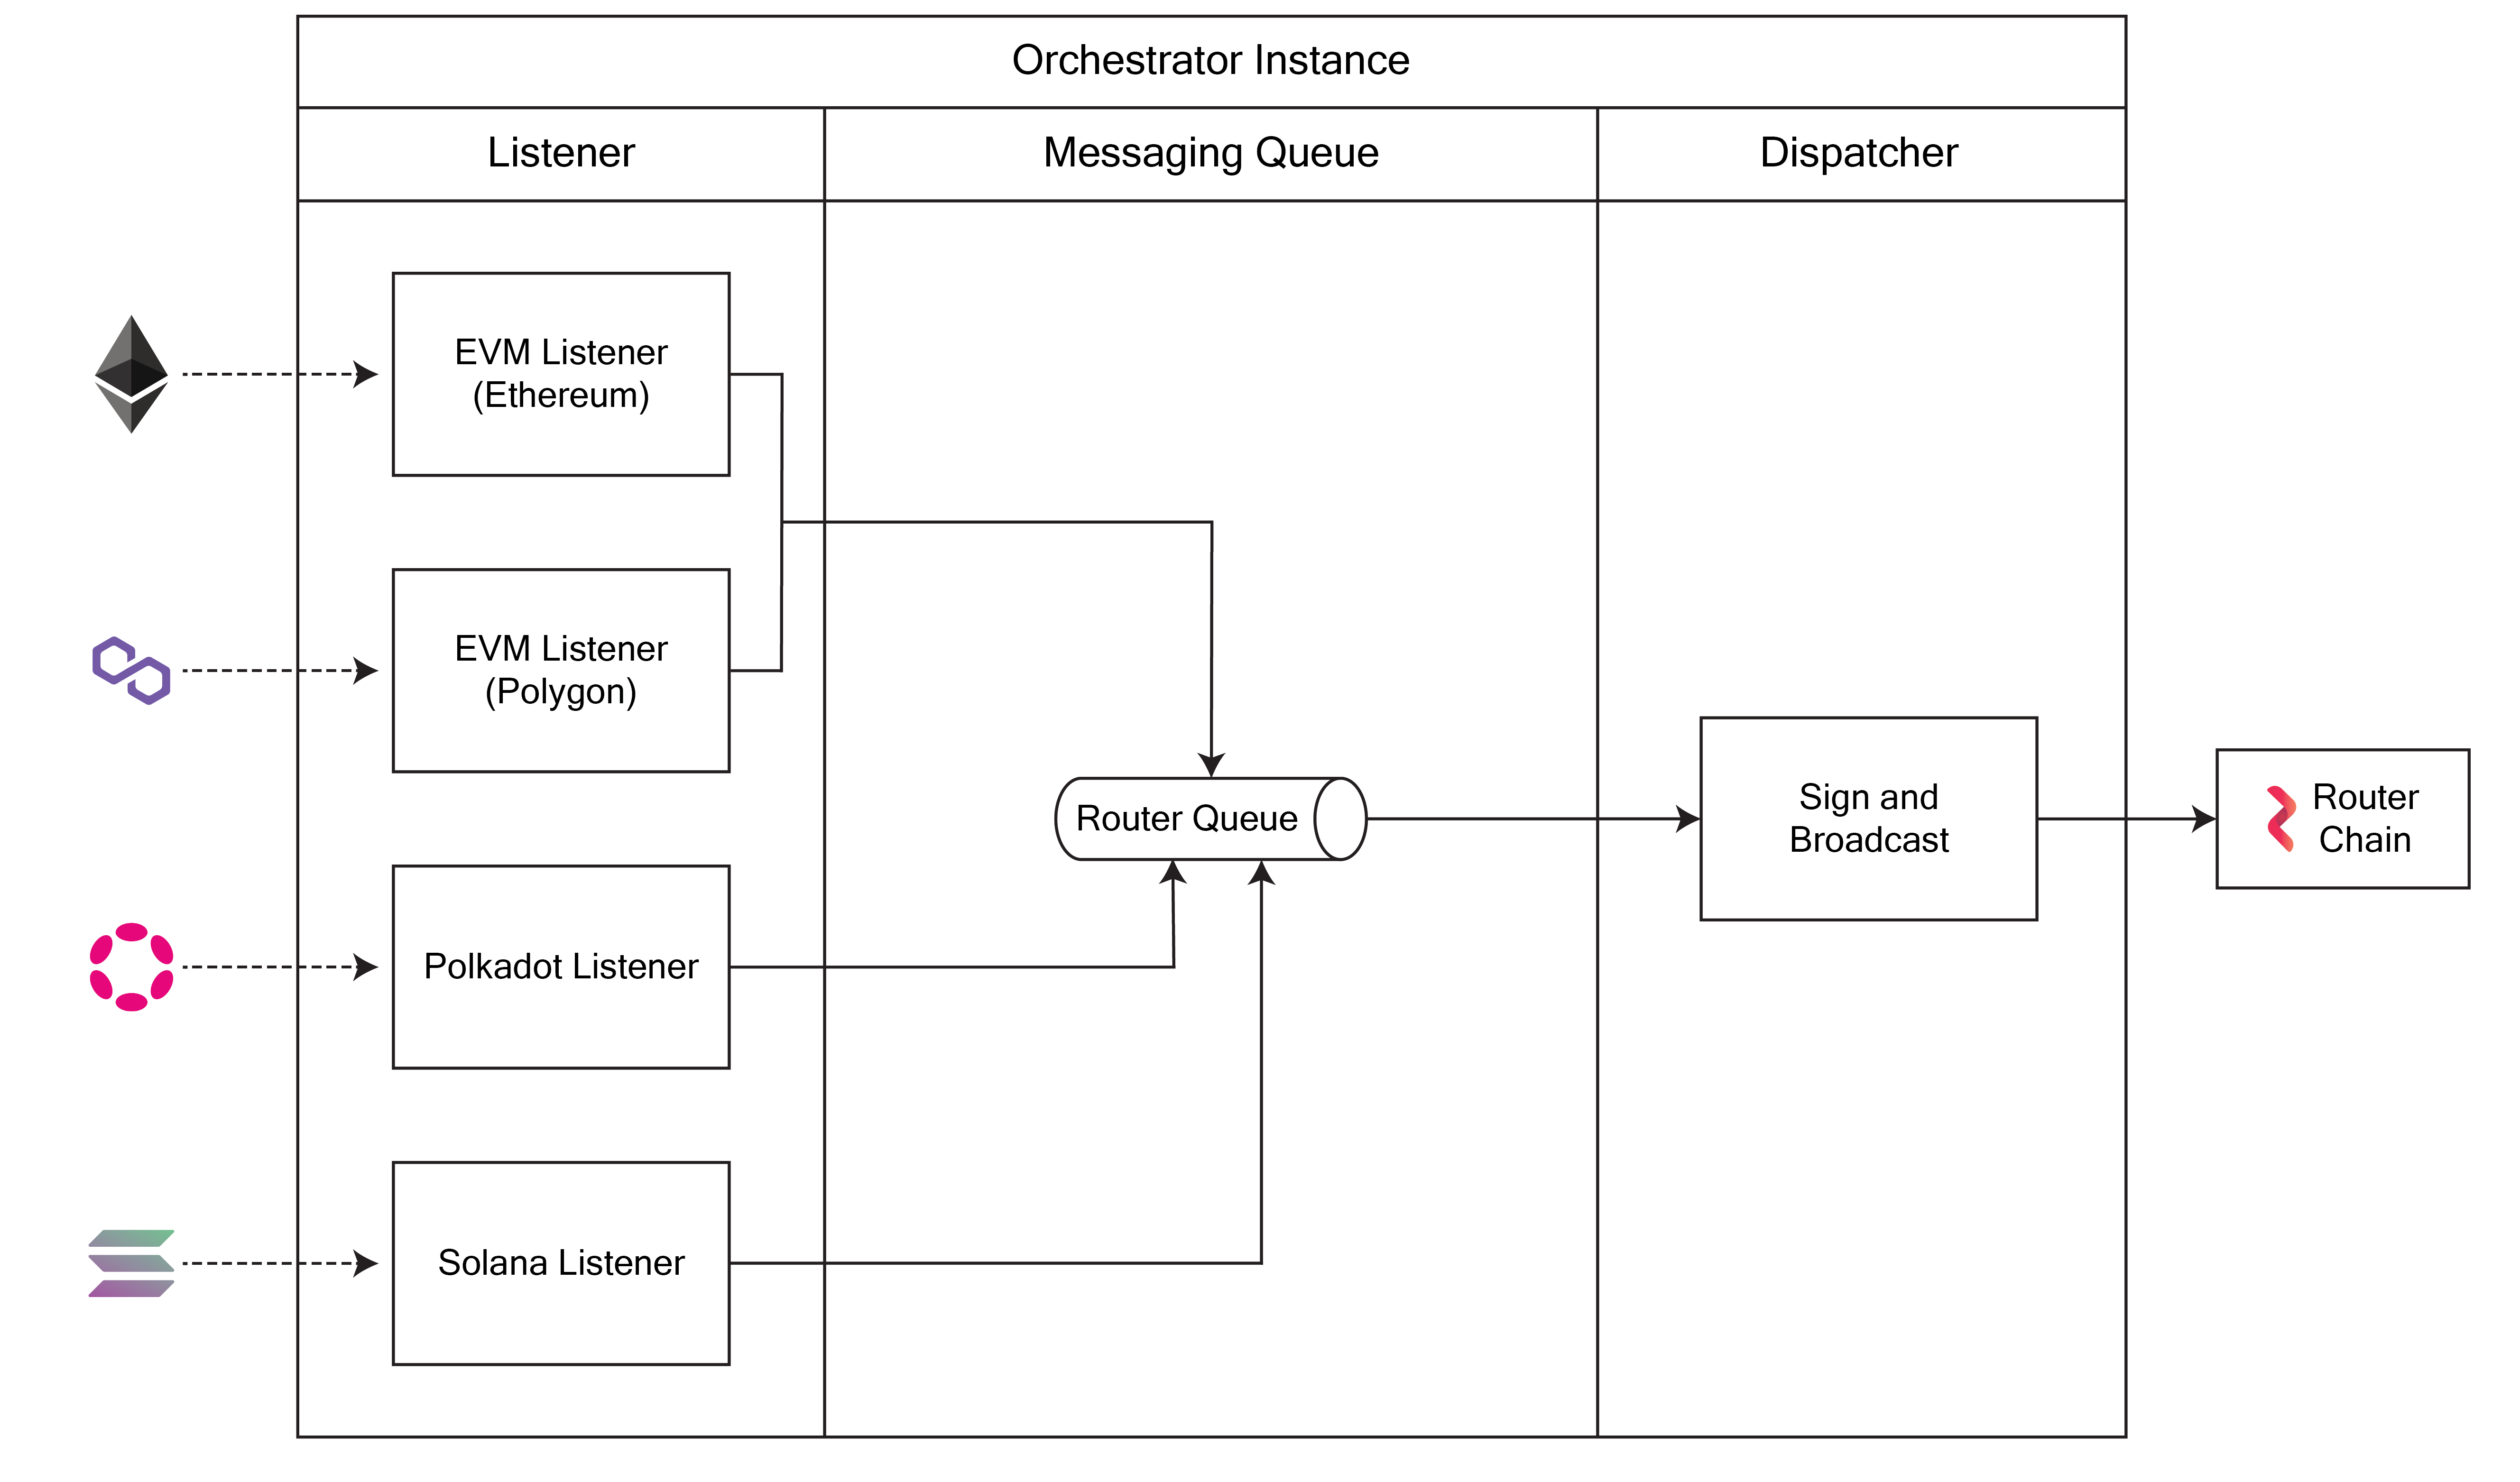 Orchestrator Instance
Listener
Messaging Queue
Dispatcher
EVM Listener
(Ethereum)
EVM Listener
(Polygon)
Polkadot Listener
Solana Listener
Router Queue
Sign and
Broadcast
Router
Chain